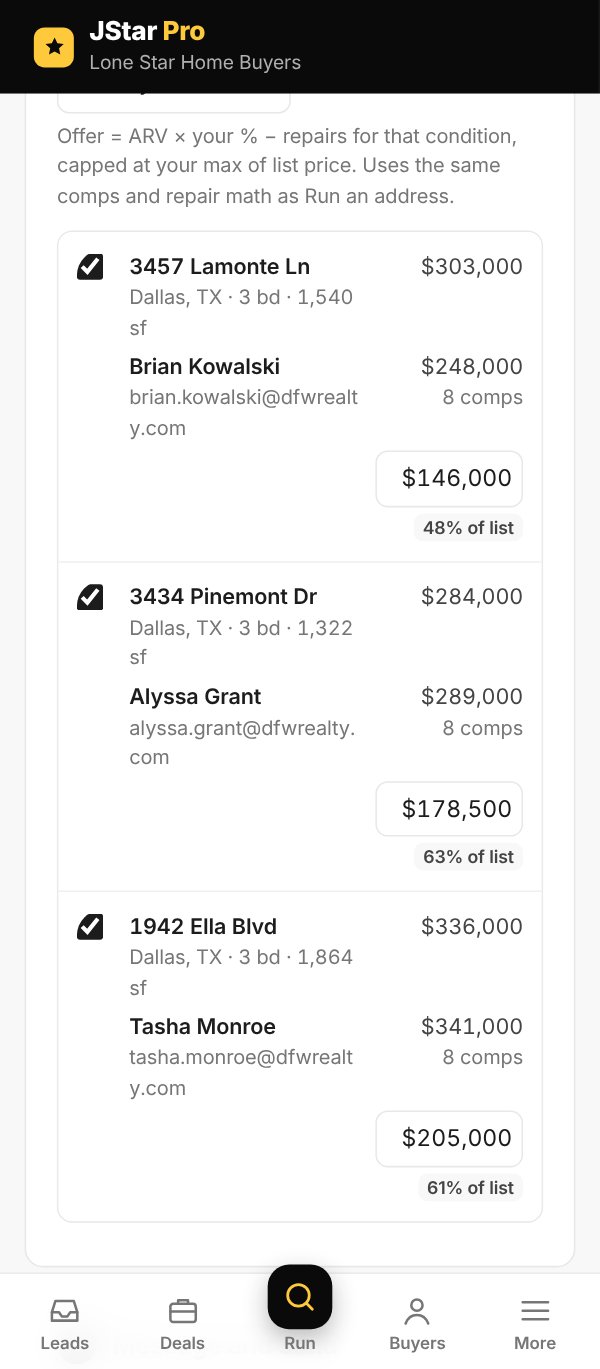 JStar Pro
Lone Star Home Buyers
Offer = ARV × your % − repairs for that condition,
capped at your max of list price. Uses the same
comps and repair math as Run an address.
3457 Lamonte Ln $303,000
Dallas, TX · 3 bd · 1,540
sf
Brian Kowalski $248,000
brian.kowalski@dfwrealt 8 comps
y.com
$146,000
48% of list
3434 Pinemont Dr $284,000
Dallas, TX · 3 bd · 1,322
sf
Alyssa Grant $289,000
alyssa.grant@dfwrealty. 8 comps
com
$178,500
63% of list
1942 Ella Blvd $336,000
Dallas, TX · 3 bd · 1,864
sf
Tasha Monroe $341,000
tasha.monroe@dfwrealt 8 comps
y.com
$205,000
61% of list
Leads Deals Run Buyers More